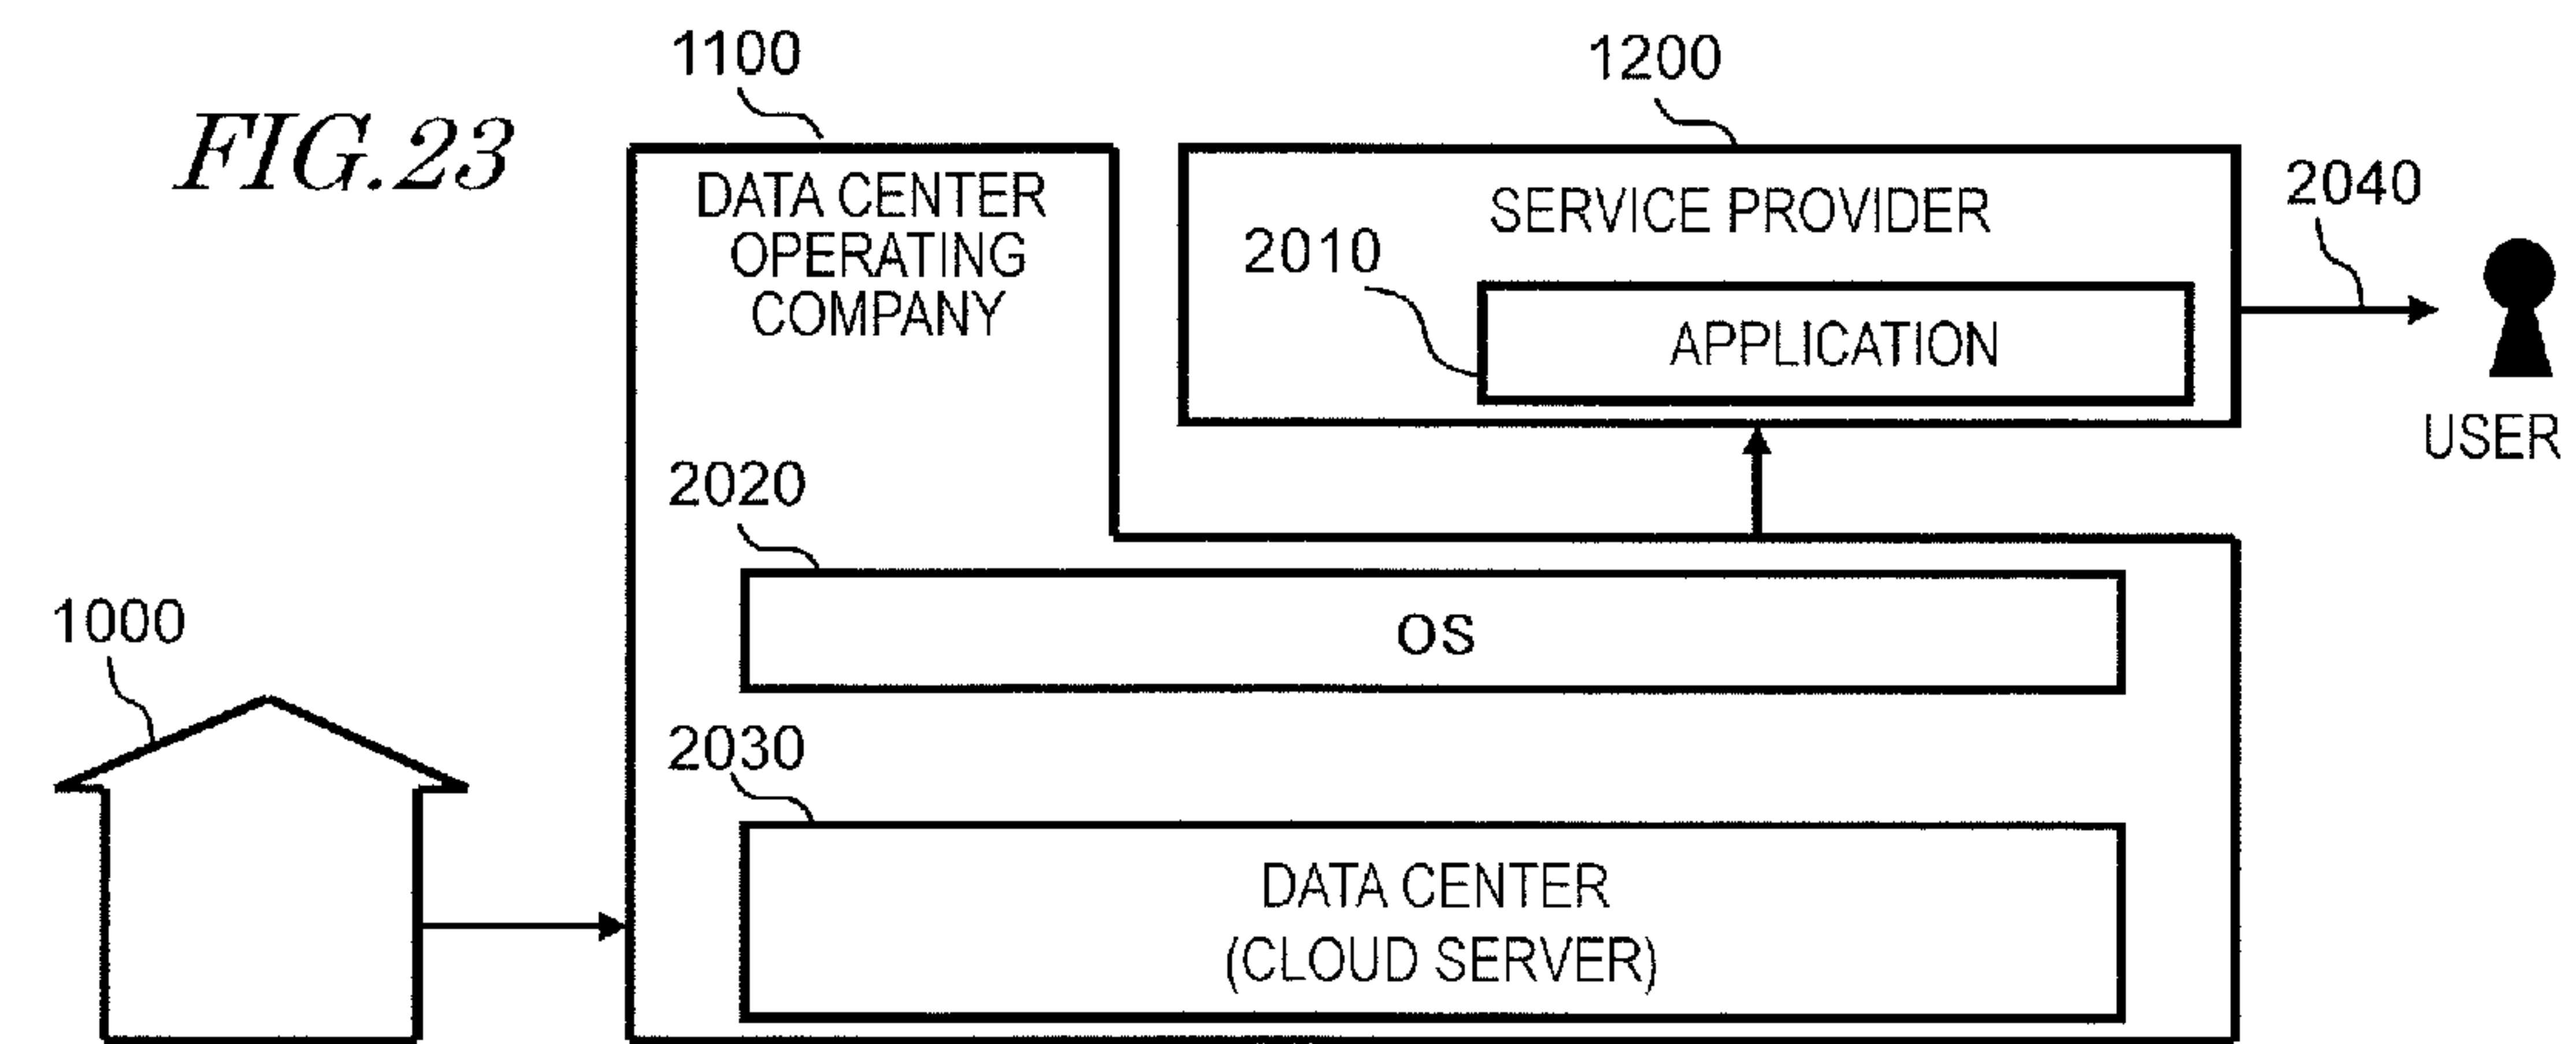 FIG.23
1100
1200
DATA CENTER
OPERATING
COMPANY
SERVICE PROVIDER
2010
APPLICATION
2040
USER
2020
OS
1000
2030
DATA CENTER
(CLOUD SERVER)